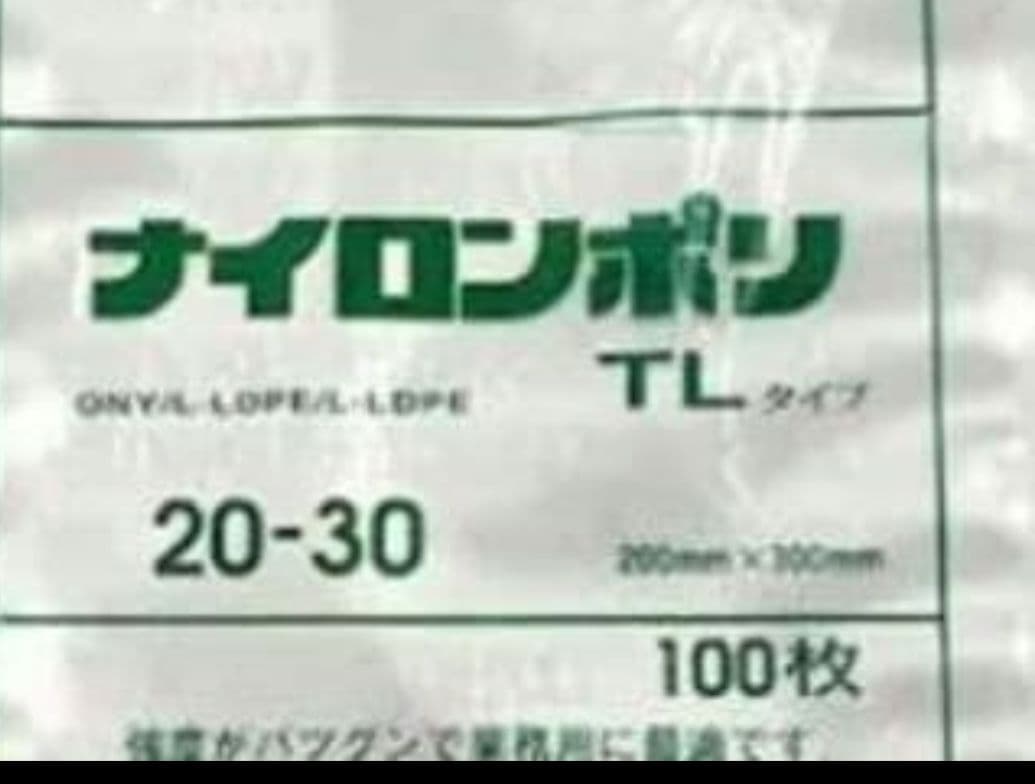 ナイロンポリ
TLタイプ
ONY/L-LDPE/L-LDPE
20-30
200mm×300mm
100枚
強度がバツグンで業務用に最適です